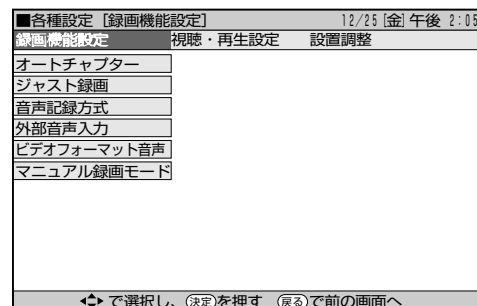 ■各種設定［録画機能設定］ 12/25[金]午後 2:05
録画機能設定 視聴・再生設定 設置調整
オートチャプター
ジャスト録画
音声記録方式
外部音声入力
ビデオフォーマット音声
マニュアル録画モード
で選択し、決定を押す 戻るで前の画面へ